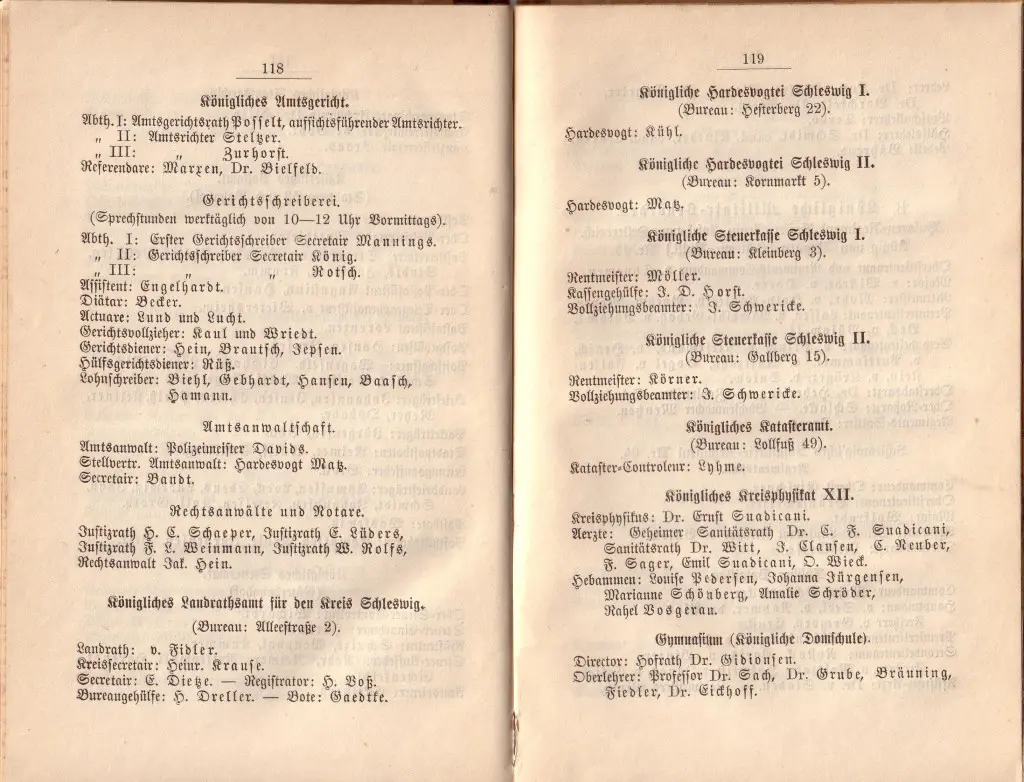 118
Königliches Amtsgericht.
Abth. I: Amtsgerichtsrath Posselt, aufsichtsführender Amtsrichter.
„ II: Amtsrichter Steltzer.
„ III: „ Zurhorst.
Referendare: Marxen, Dr. Bielfeld.
Gerichtsschreiberei.
(Sprechstunden werktäglich von 10—12 Uhr Vormittags).
Abth. I: Erster Gerichtsschreiber Secretair Mannings.
„ II: Gerichtsschreiber Secretair König.
„ III: „ „ Rotsch.
Assistent: Engelhardt.
Diätar: Becker.
Actuare: Lund und Lucht.
Gerichtsvollzieher: Kaul und Wriedt.
Gerichtsdiener: Hein, Brautsch, Jepsen.
Hülfsgerichtsdiener: Rüß.
Lohnschreiber: Biehl, Gebhardt, Hansen, Baasch,
Hamann.
Amtsanwaltschaft.
Amtsanwalt: Polizeimeister Davids.
Stellvertr. Amtsanwalt: Hardesvogt Matz.
Secretair: Bandt.
Rechtsanwälte und Notare.
Justizrath H. C. Schaeper, Justizrath E. Lüders,
Justizrath F. L. Weinmann, Justizrath W. Rolfs,
Rechtsanwalt Jak. Hein.
Königliches Landrathsamt für den Kreis Schleswig.
(Bureau: Alleestraße 2).
Landrath: v. Fidler.
Kreissecretair: Heinr. Krause.
Secretair: C. Dietze. — Registrator: H. Voß.
Bureangehülfe: H. Dreller. — Bote: Gaedtke.
119
Königliche Hardesvogtei Schleswig I.
(Bureau: Hesterberg 22).
Hardesvogt: Kühl.
Königliche Hardesvogtei Schleswig II.
(Bureau: Kornmarkt 5).
Hardesvogt: Matz.
Königliche Steuerkasse Schleswig I.
(Bureau: Kleinberg 3).
Rentmeister: Möller.
Kassengehülfe: J. D. Horst.
Vollziehungsbeamter: J. Schwericke.
Königliche Steuerkasse Schleswig II.
(Bureau: Gallberg 15).
Rentmeister: Körner.
Vollziehungsbeamter: J. Schwericke.
Königliches Katasteramt.
(Bureau: Lollfuß 49).
Kataster-Controleur: Lyhme.
Königliches Kreisphysikat XII.
Kreisphysikus: Dr. Ernst Suadicani.
Aerzte: Geheimer Sanitätsrath Dr. C. F. Suadicani,
Sanitätsrath Dr. Witt, J. Clausen, C. Neuber,
F. Sager, Emil Suadicani, O. Wieck.
Hebammen: Louise Pedersen, Johanna Jürgensen,
Marianne Schönberg, Amalie Schröder,
Rahel Vosgerau.
Gymnasium (Königliche Domschule).
Director: Hofrath Dr. Gidionsen.
Oberlehrer: Professor Dr. Sach, Dr. Grube, Bräuning,
Fiedler, Dr. Eickhoff.